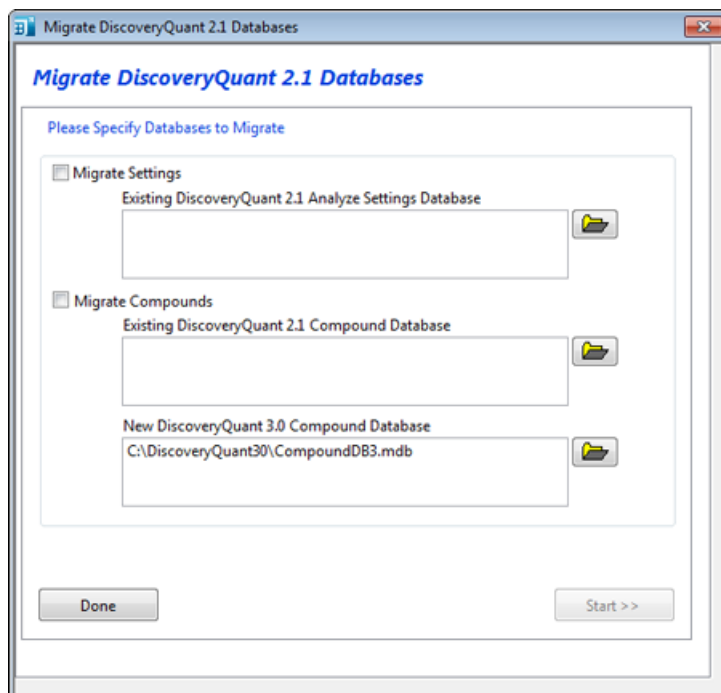 Migrate DiscoveryQuant 2.1 Databases
Migrate DiscoveryQuant 2.1 Databases
Please Specify Databases to Migrate
Migrate Settings
Existing DiscoveryQuant 2.1 Analyze Settings Database
Migrate Compounds
Existing DiscoveryQuant 2.1 Compound Database
New DiscoveryQuant 3.0 Compound Database
C:\DiscoveryQuant30\CompoundDB3.mdb
Done
Start >>